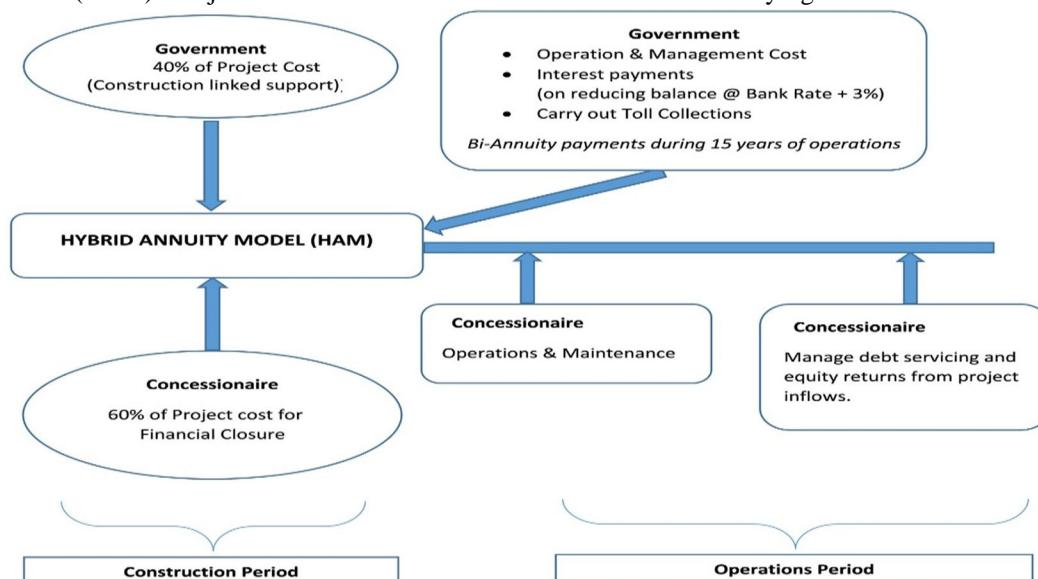 Government
40% of Project Cost
(Construction linked support)
Government
• Operation & Management Cost
• Interest payments
(on reducing balance @ Bank Rate + 3%)
• Carry out Toll Collections
Bi-Annuity payments during 15 years of operations
HYBRID ANNUITY MODEL (HAM)
Concessionaire
Operations & Maintenance
Concessionaire
Manage debt servicing and
equity returns from project
inflows.
Concessionaire
60% of Project cost for
Financial Closure
Construction Period
Operations Period